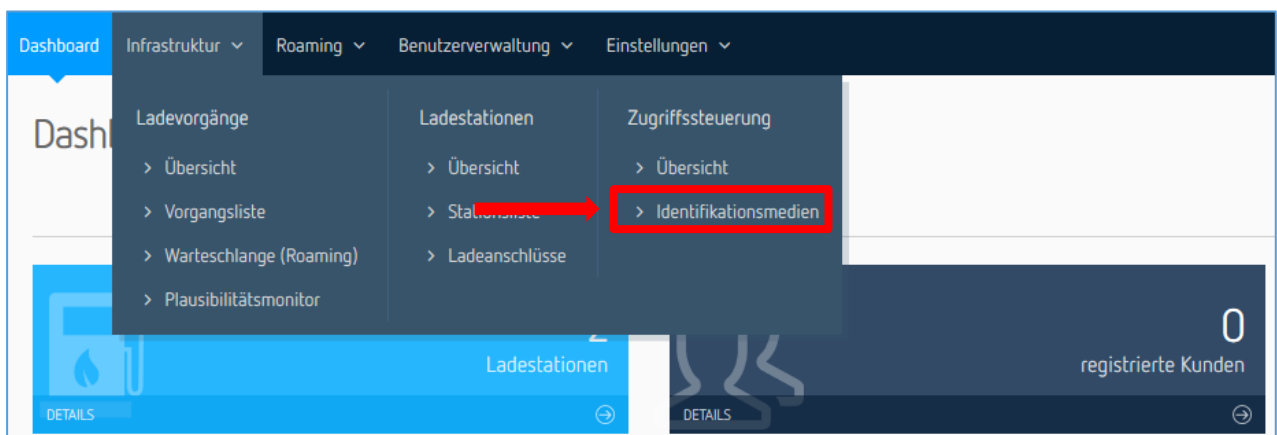 Dashboard Infrastruktur Roaming Benutzerverwaltung Einstellungen
Dashl
Ladevorgänge
> Übersicht
> Vorgangsliste
> Warteschlange (Roaming)
> Plausibilitätsmonitor
Ladestationen
> Übersicht
> Stationsliste
> Ladeanschlüsse
Zugriffssteuerung
> Übersicht
> Identifikationsmedien
2
Ladestationen
DETAILS
0
registrierte Kunden
DETAILS